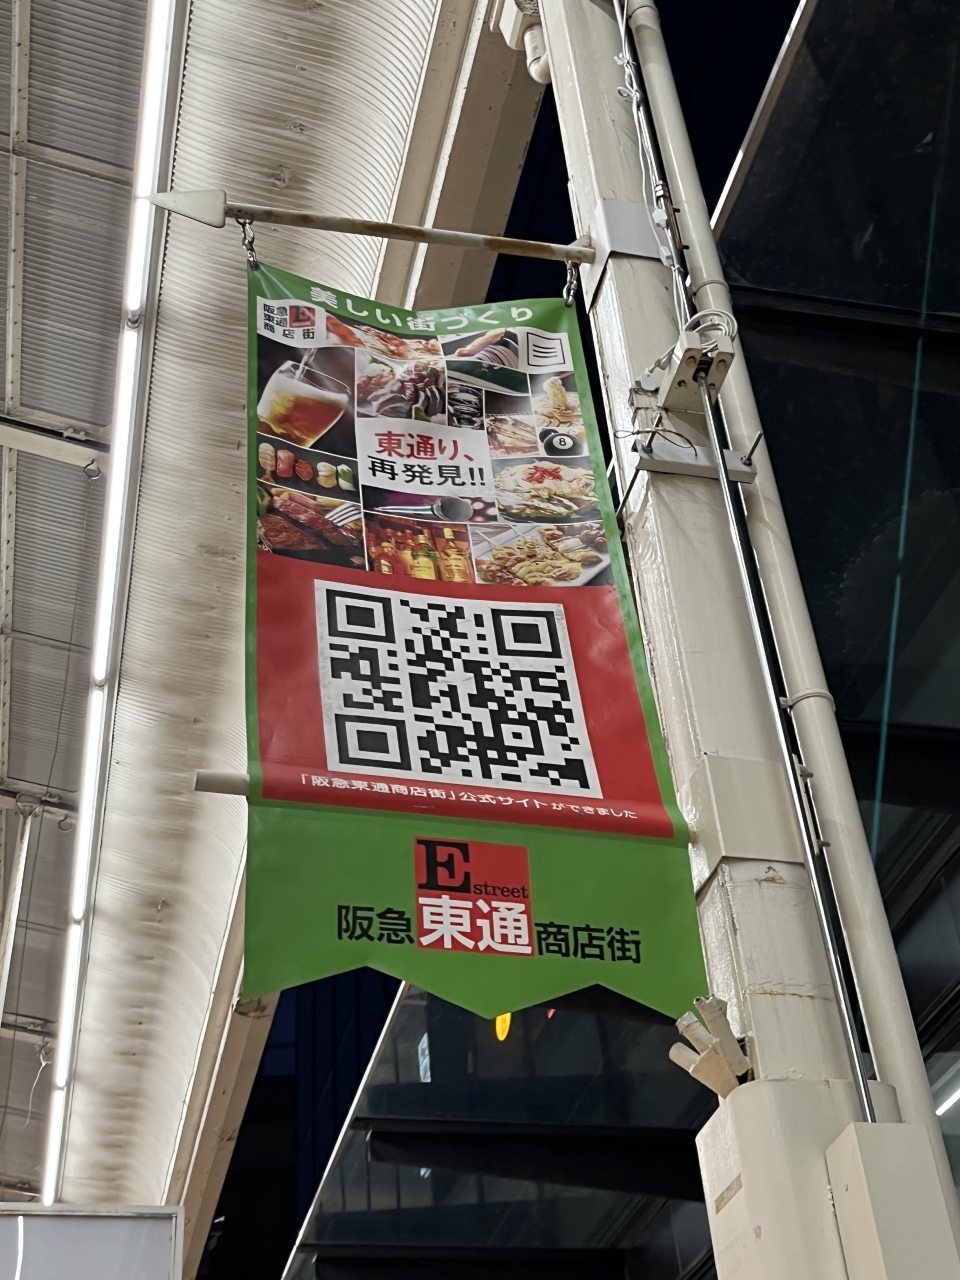 美しい街づくり
阪急
東通E
商店街
東通り、
再発見!!
8
「阪急東通商店街」公式サイトができました
E street
阪急東通商店街